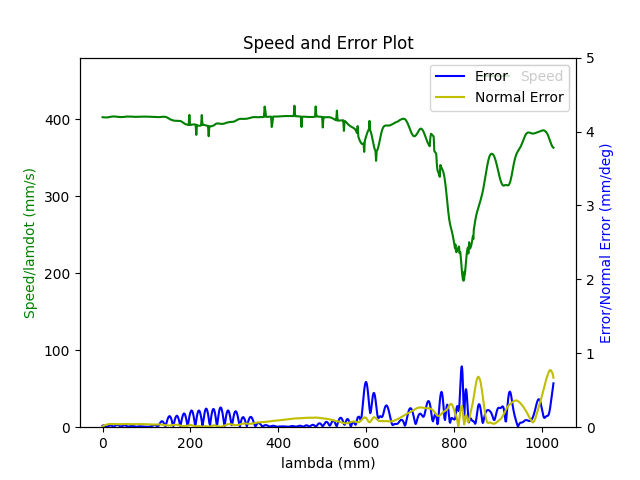 Speed and Error Plot
Error
Speed
Normal Error
Speed/lamdot (mm/s)
400
300
200
100
0
5
4
3
2
1
0
Error/Normal Error (mm/deg)
0
200
400
600
800
1000
lambda (mm)